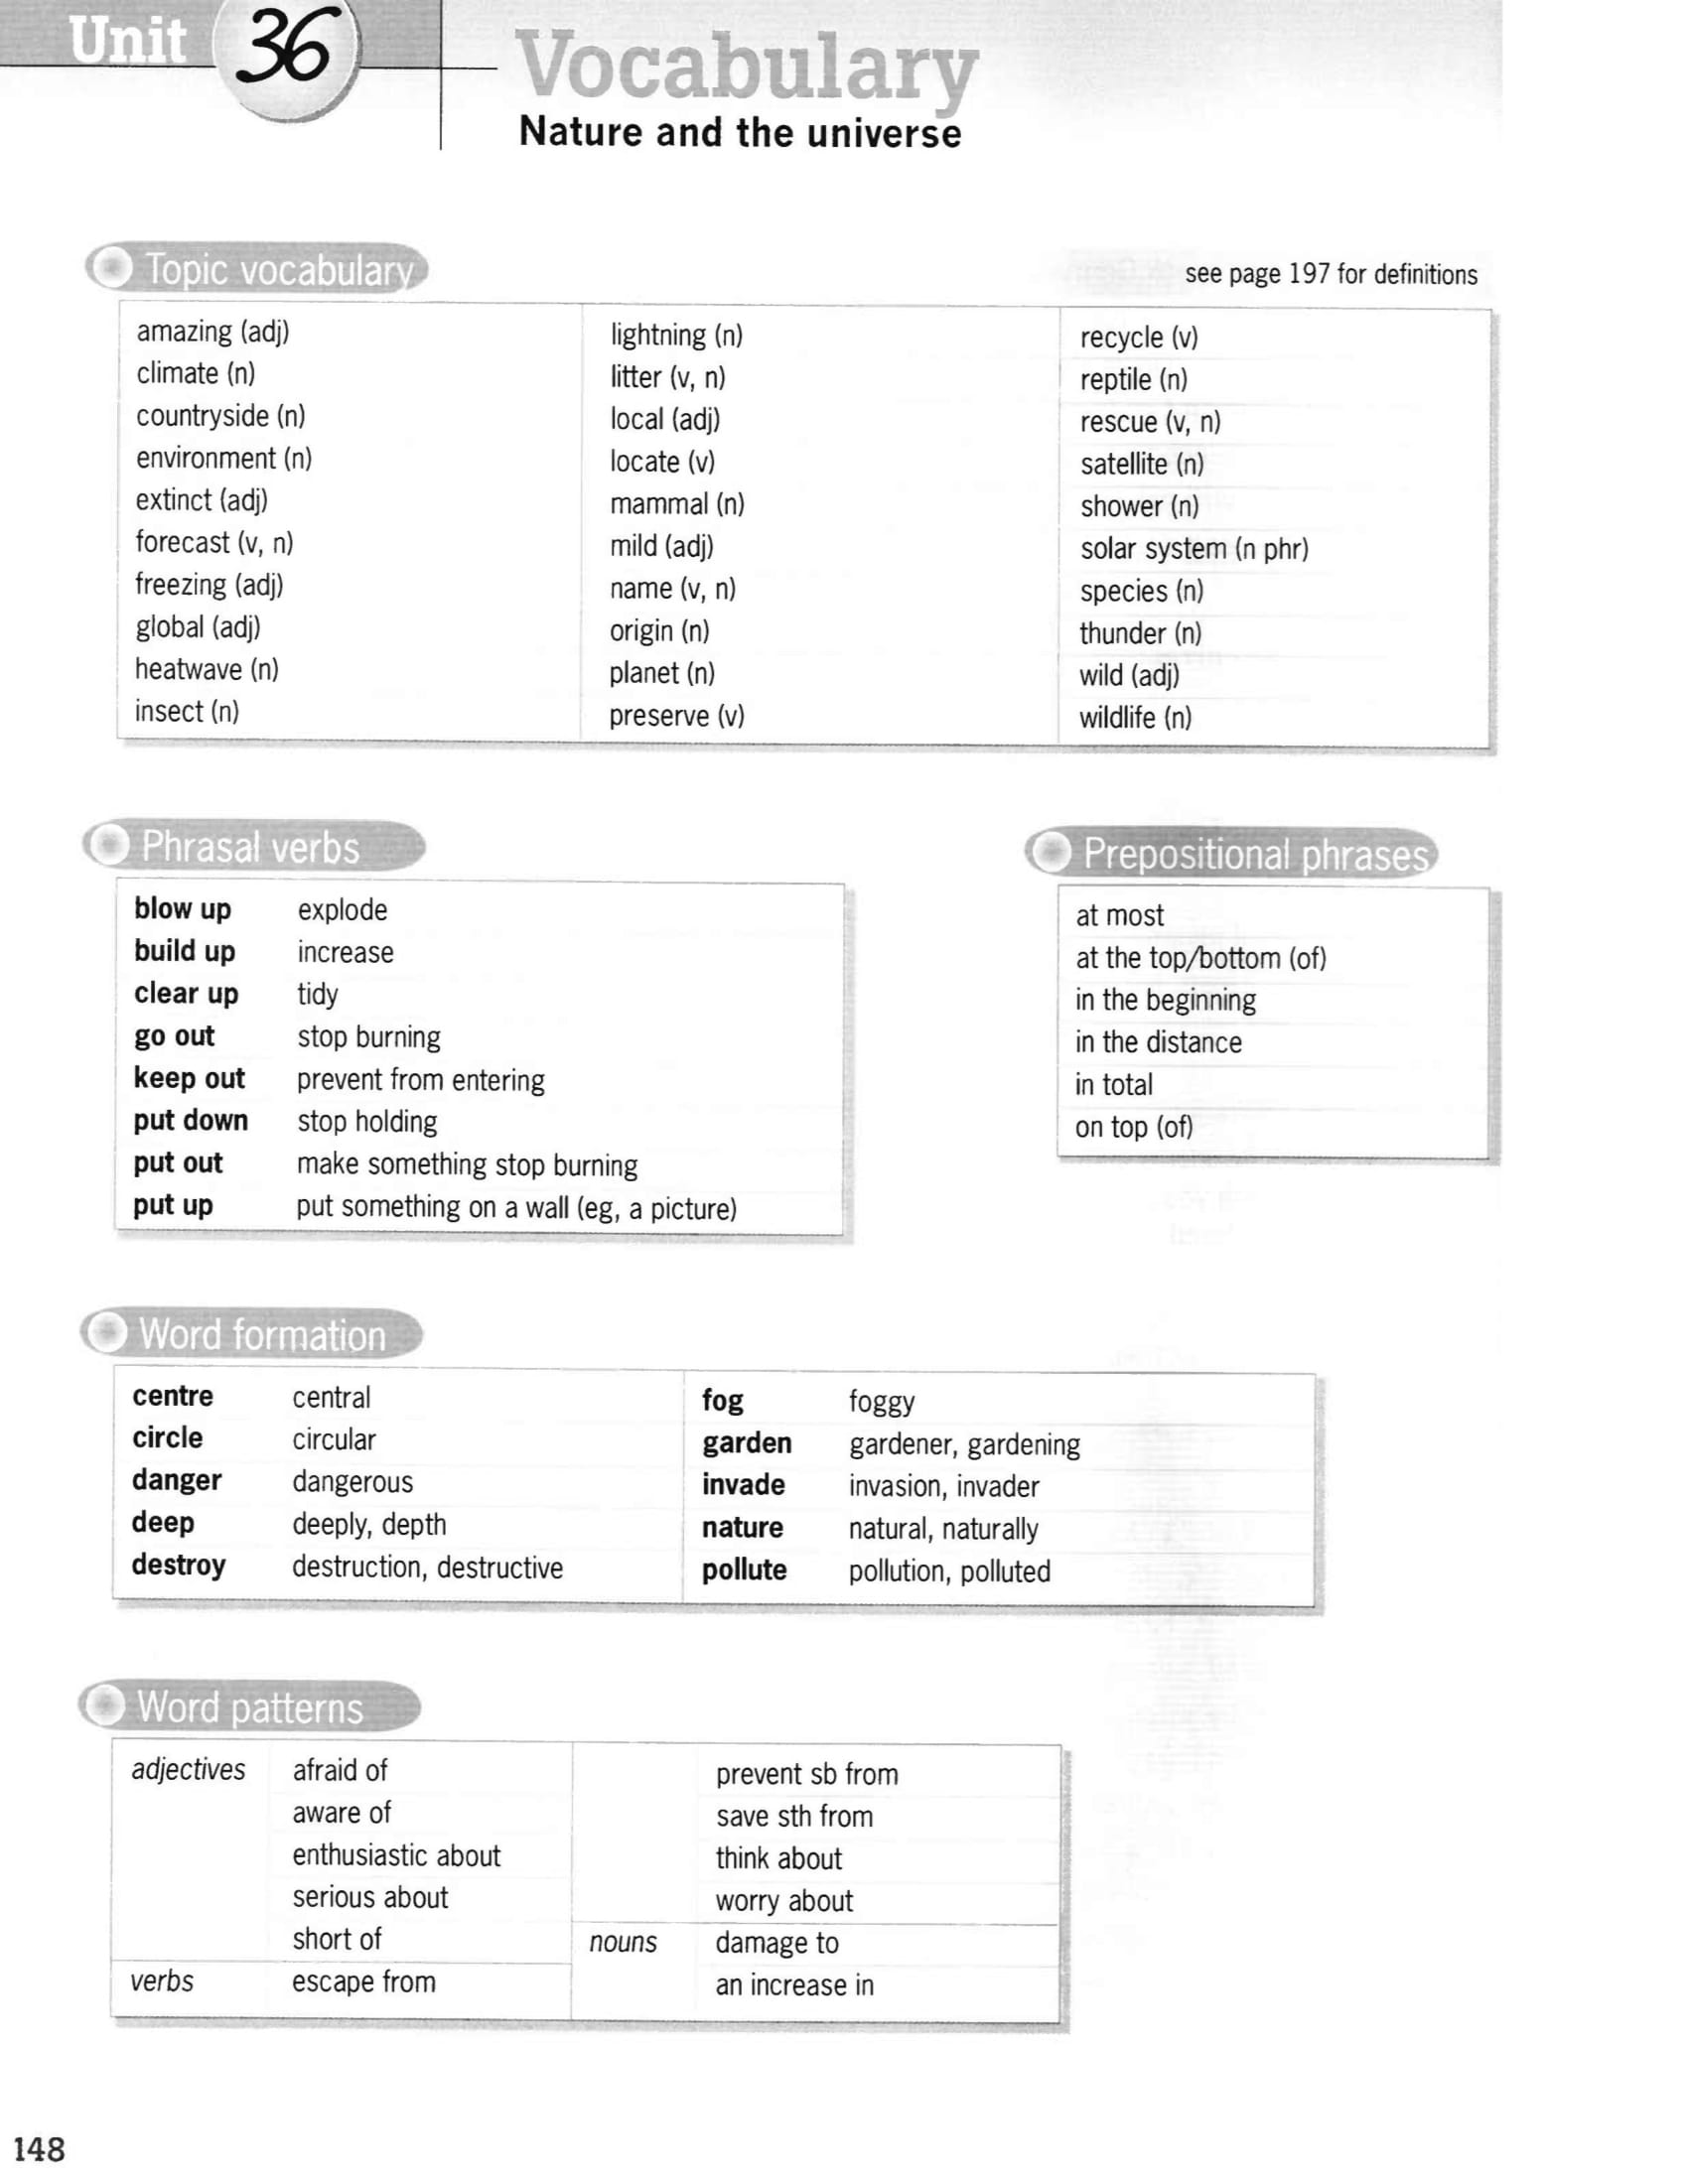 Unit 36
Vocabulary
Nature and the universe
Topic vocabulary
see page 197 for definitions
amazing (adj)
climate (n)
countryside (n)
environment (n)
extinct (adj)
forecast (v, n)
freezing (adj)
global (adj)
heatwave (n)
insect (n)
lightning (n)
litter (v, n)
local (adj)
locate (v)
mammal (n)
mild (adj)
name (v, n)
origin (n)
planet (n)
preserve (v)
recycle (v)
reptile (n)
rescue (v, n)
satellite (n)
shower (n)
solar system (n phr)
species (n)
thunder (n)
wild (adj)
wildlife (n)
Phrasal verbs
blow up explode
build up increase
clear up tidy
go out stop burning
keep out prevent from entering
put down stop holding
put out make something stop burning
put up put something on a wall (eg, a picture)
Prepositional phrases
at most
at the top/bottom (of)
in the beginning
in the distance
in total
on top (of)
Word formation
centre central
circle circular
danger dangerous
deep deeply, depth
destroy destruction, destructive
fog foggy
garden gardener, gardening
invade invasion, invader
nature natural, naturally
pollute pollution, polluted
Word patterns
adjectives afraid of
aware of
enthusiastic about
serious about
short of
verbs escape from
prevent sb from
save sth from
think about
worry about
nouns damage to
an increase in
148